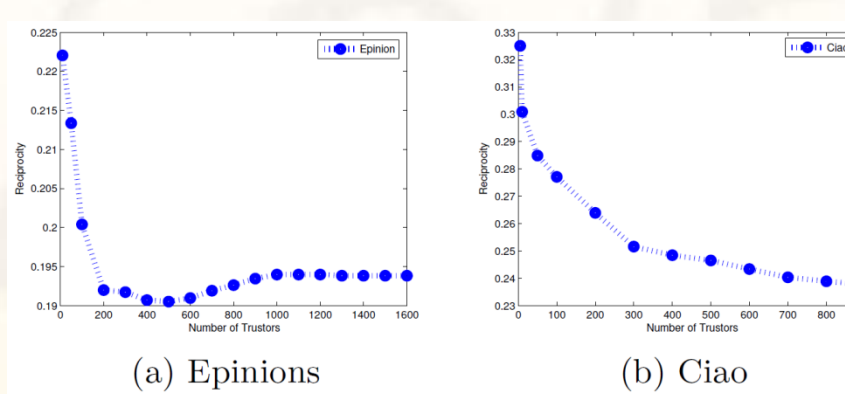 0.225
0.22
0.215
0.21
0.205
0.2
0.195
0.19
Reciprocity
0 200 400 600 800 1000 1200 1400 1600
Number of Trustors
Epinion
(a) Epinions
0.33
0.32
0.31
0.3
0.29
0.28
0.27
0.26
0.25
0.24
0.23
Reciprocity
0 100 200 300 400 500 600 700 800
Number of Trustors
Ciao
(b) Ciao